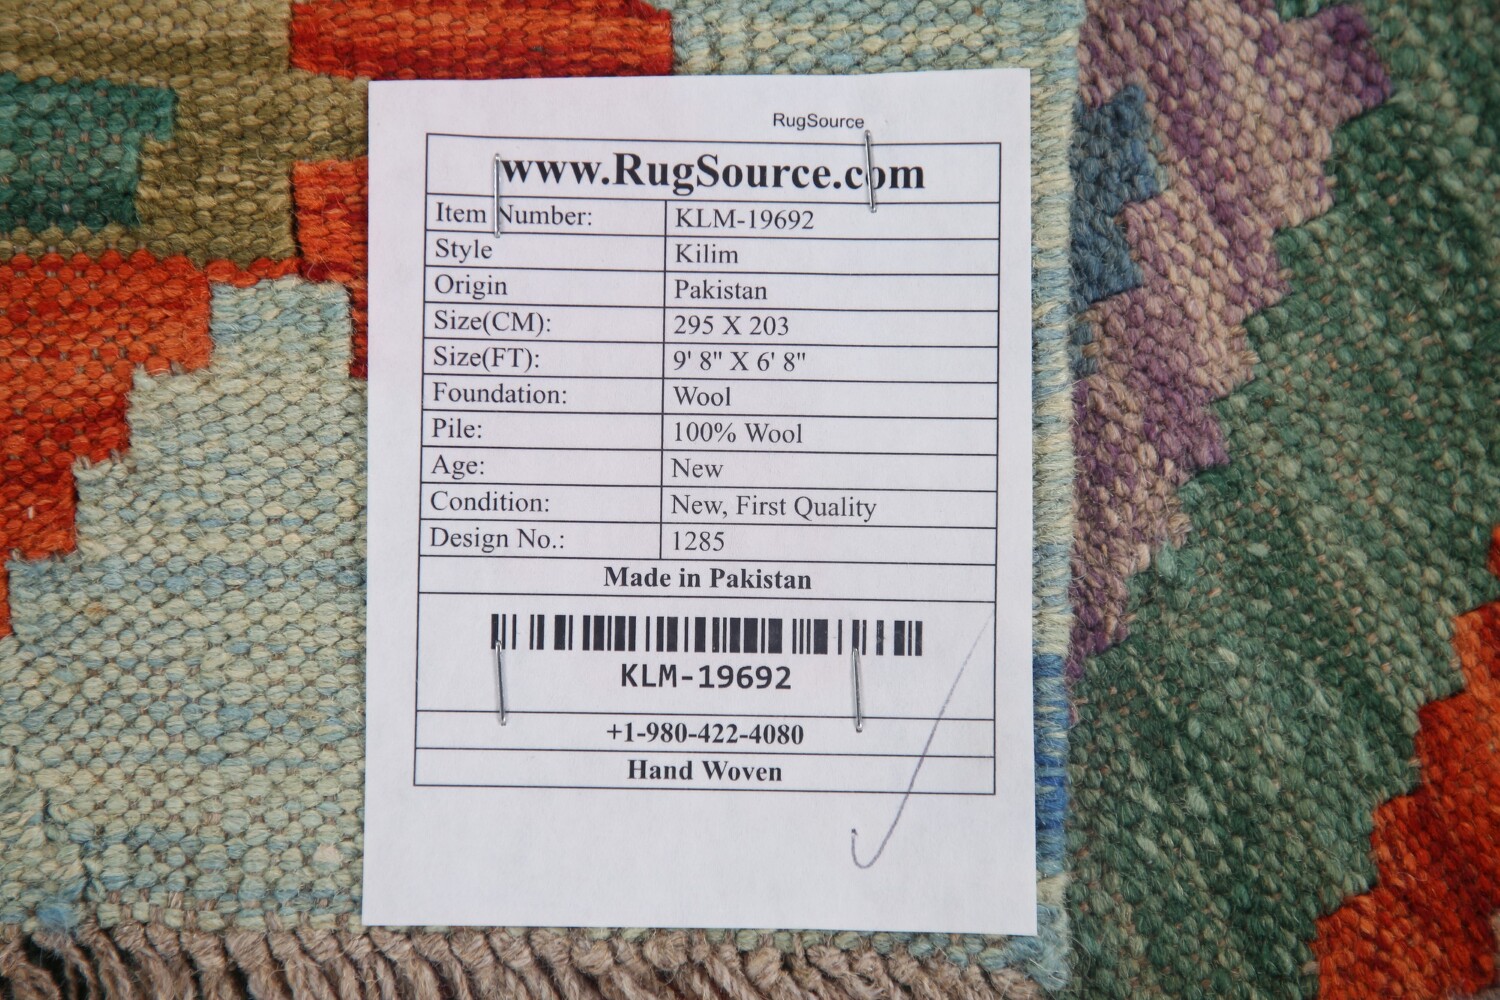 RugSource
www.RugSource.com
Item Number: KLM-19692
Style Kilim
Origin Pakistan
Size(CM): 295 X 203
Size(FT): 9' 8" X 6' 8"
Foundation: Wool
Pile: 100% Wool
Age: New
Condition: New, First Quality
Design No.: 1285
Made in Pakistan
KLM-19692
+1-980-422-4080
Hand Woven